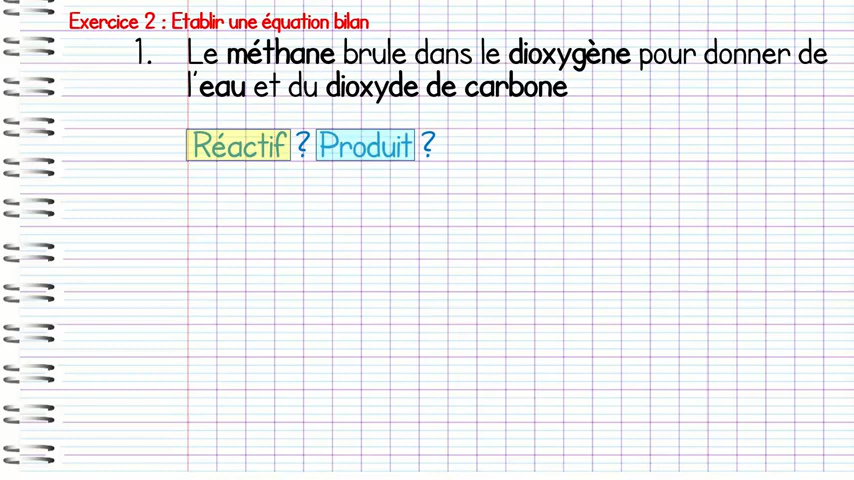 Exercice 2 : Etablir une équation bilan
1. Le méthane brule dans le dioxygène pour donner de
l'eau et du dioxyde de carbone
Réactif ? Produit ?